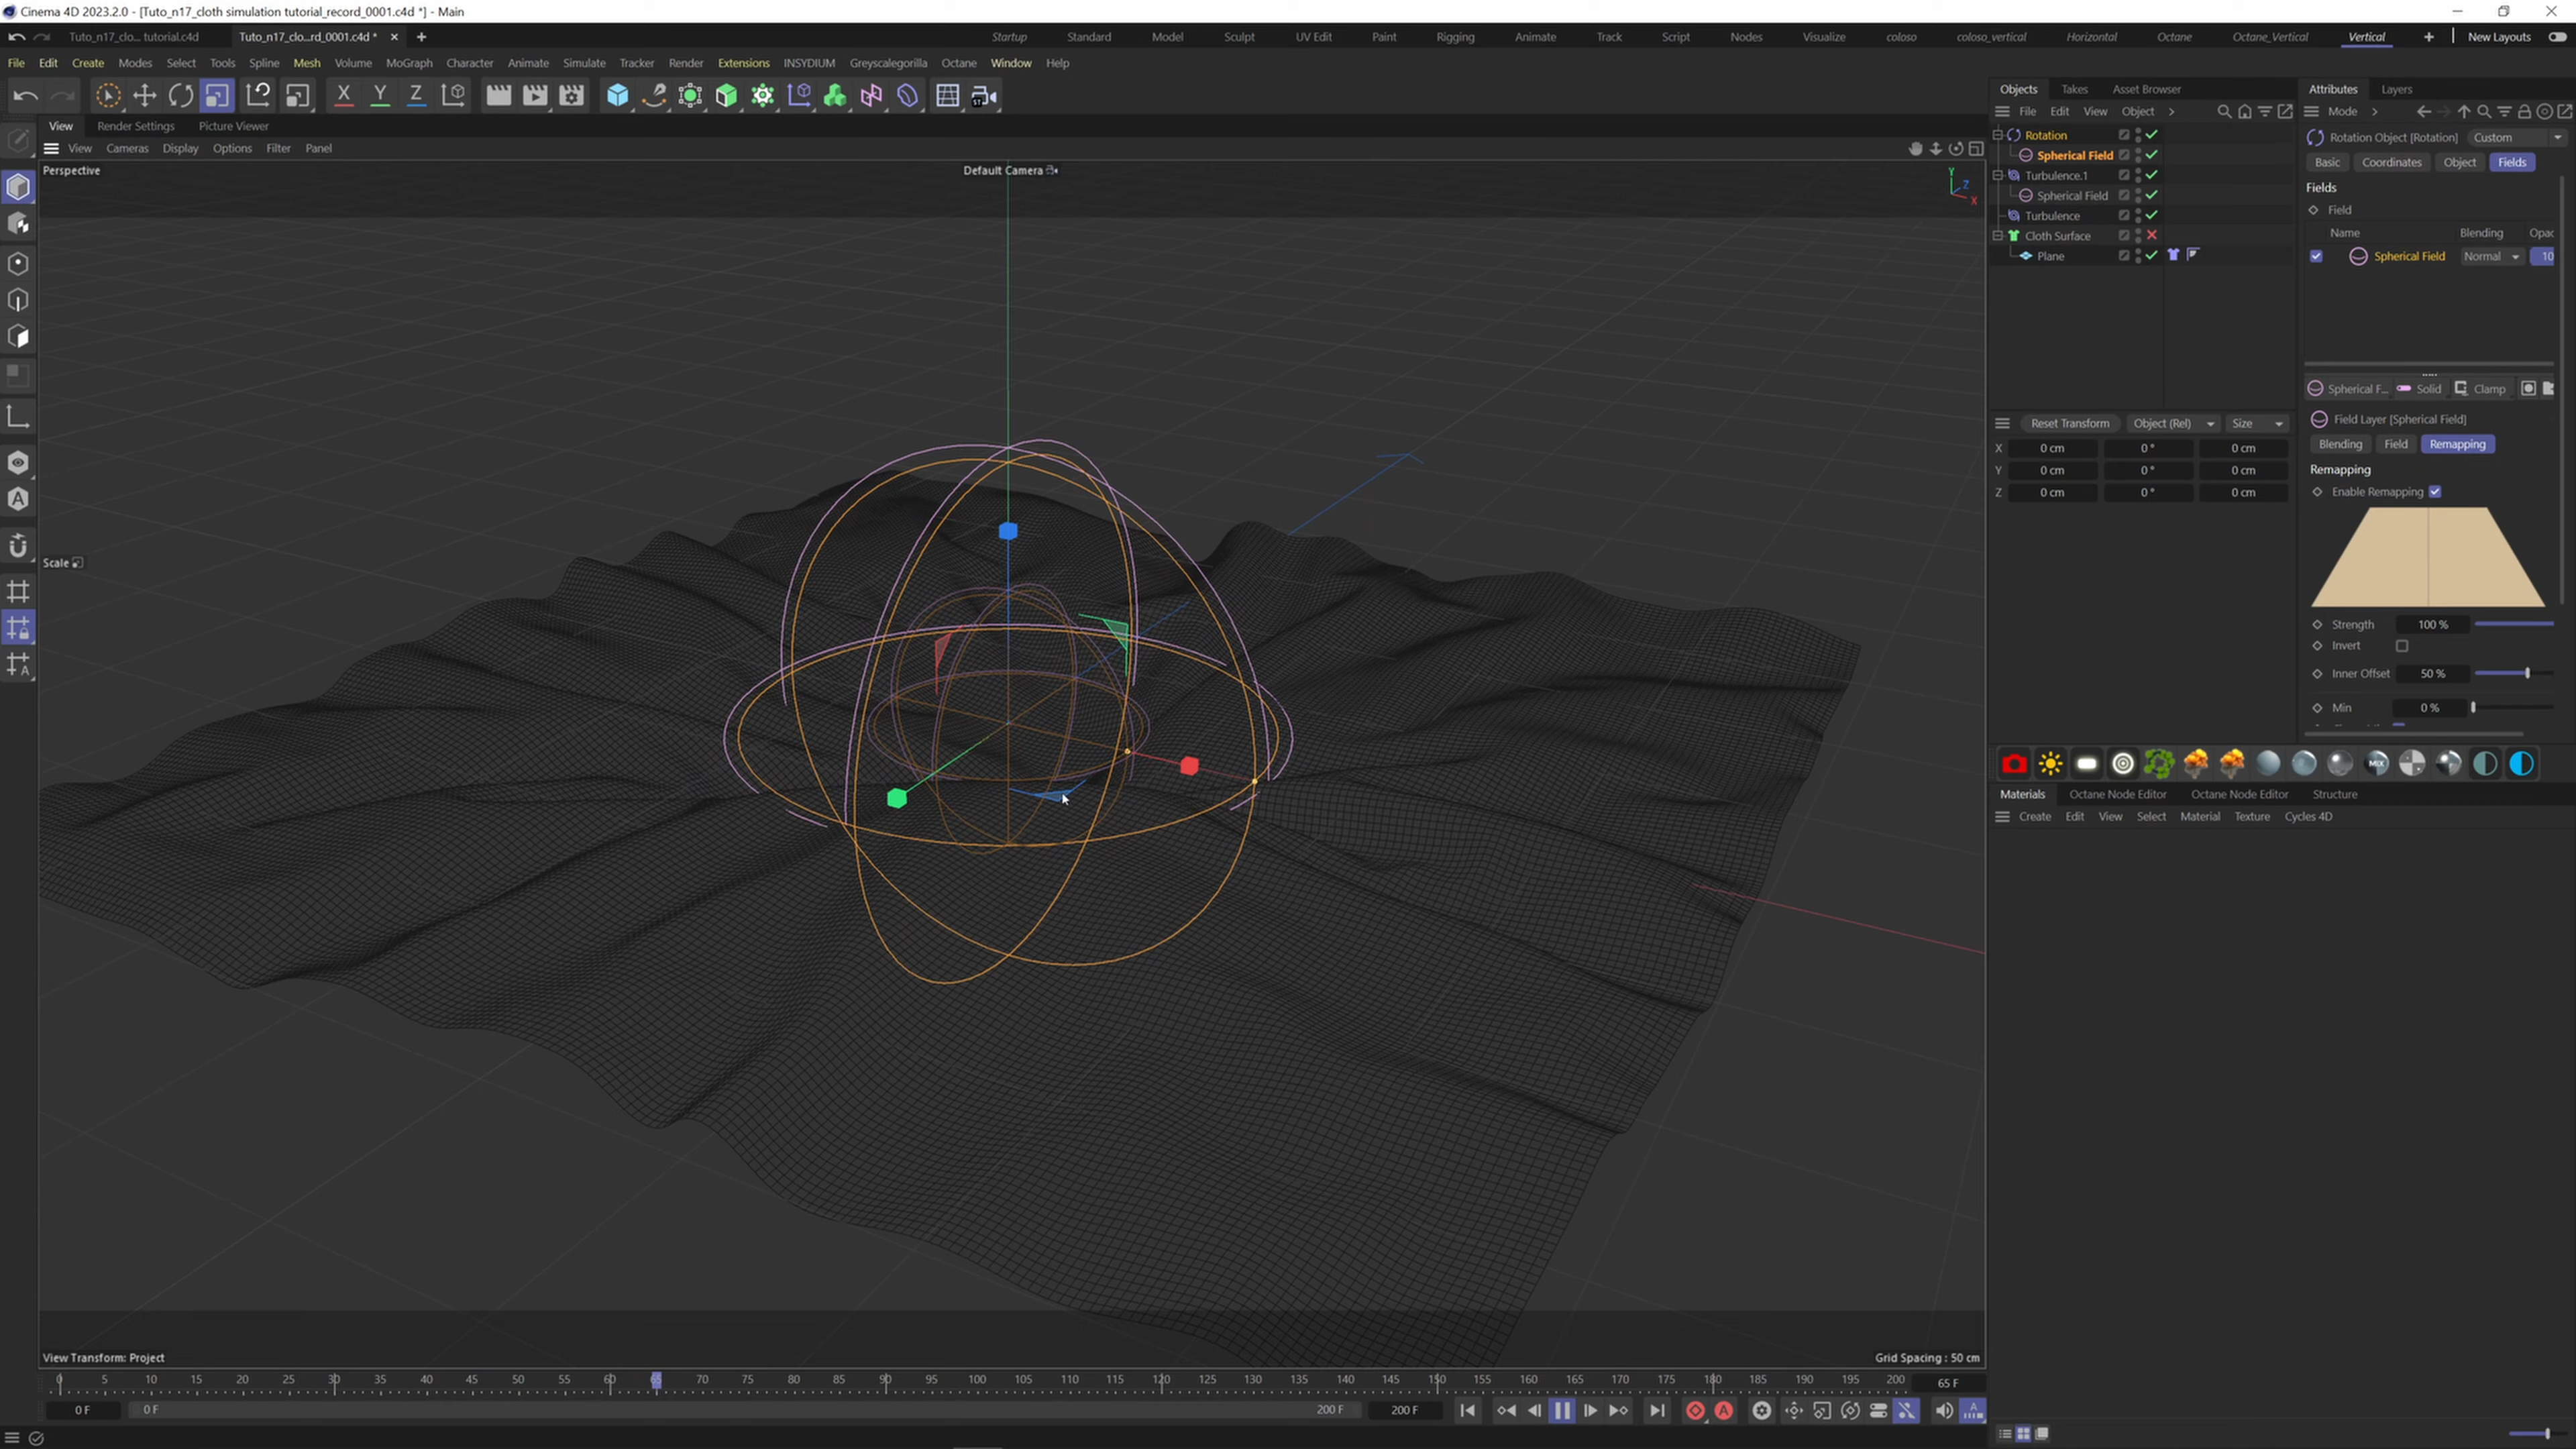 Cinema 4D 2023.2.0 - [Tuto_n17_cloth simulation tutorial_record_0001.c4d *] - Main
Tuto_n17_clo... tutorial.c4d
Tuto_n17_clo...rd_0001.c4d *
Startup Standard Model Sculpt UV Edit Paint Rigging Animate Track Script Nodes Visualize coloso coloso_vertical Horizontal Octane Octane_Vertical Vertical New Layouts
File Edit Create Modes Select Tools Spline Mesh Volume MoGraph Character Animate Simulate Tracker Render Extensions INSYDIUM Greyscalegorilla Octane Window Help
X Y Z
View Render Settings Picture Viewer
View Cameras Display Options Filter Panel
Perspective
Default Camera
Y
Z
X
Scale
View Transform: Project
Grid Spacing : 50 cm
0 5 10 15 20 25 30 35 40 45 50 55 60 65 70 75 80 85 90 95 100 105 110 115 120 125 130 135 140 145 150 155 160 165 170 175 180 185 190 195 200
65 F
0 F
0 F
200 F
200 F
Objects Takes Asset Browser
File Edit View Object
Rotation
Spherical Field
Turbulence.1
Spherical Field
Turbulence
Cloth Surface
Plane
Reset Transform Object (Rel) Size
X 0 cm 0 ° 0 cm
Y 0 cm 0 ° 0 cm
Z 0 cm 0 ° 0 cm
Attributes Layers
Mode
Rotation Object [Rotation] Custom
Basic Coordinates Object Fields
Fields
Field
Name Blending Opac
Spherical Field Normal 10
Spherical F... Solid Clamp
Field Layer [Spherical Field]
Blending Field Remapping
Remapping
Enable Remapping
Strength 100 %
Invert
Inner Offset 50 %
Min 0 %
MIX
Materials Octane Node Editor Octane Node Editor Structure
Create Edit View Select Material Texture Cycles 4D